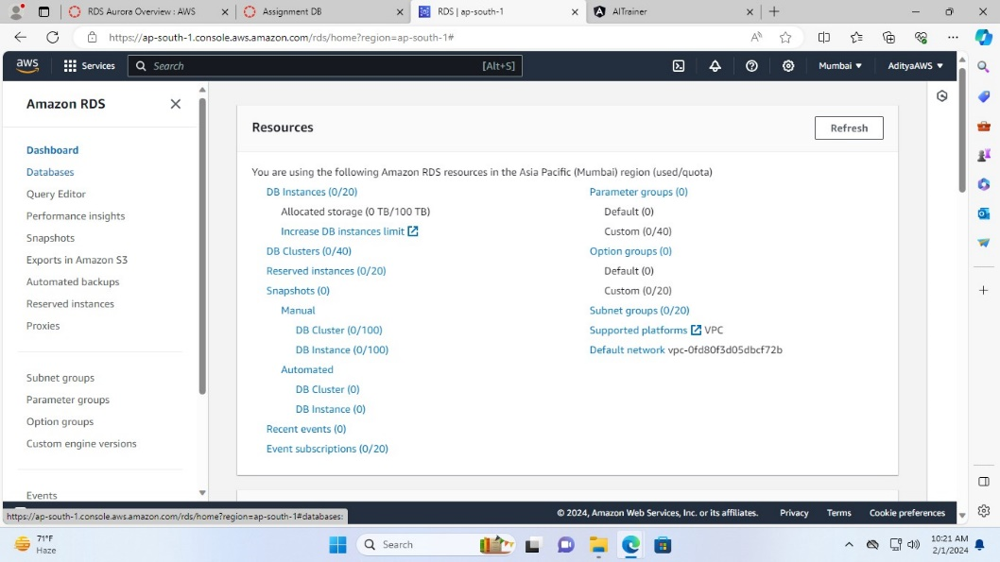 RDS Aurora Overview : AWS
Assignment DB
RDS | ap-south-1
AITrainer
https://ap-south-1.console.aws.amazon.com/rds/home?region=ap-south-1#
aws
Services
Search
[Alt+S]
Mumbai
AdityaAWS
Amazon RDS
Dashboard
Databases
Query Editor
Performance insights
Snapshots
Exports in Amazon S3
Automated backups
Reserved instances
Proxies
Subnet groups
Parameter groups
Option groups
Custom engine versions
Events
Resources
Refresh
You are using the following Amazon RDS resources in the Asia Pacific (Mumbai) region (used/quota)
DB Instances (0/20)
Allocated storage (0 TB/100 TB)
Increase DB instances limit
DB Clusters (0/40)
Reserved instances (0/20)
Snapshots (0)
Manual
DB Cluster (0/100)
DB Instance (0/100)
Automated
DB Cluster (0)
DB Instance (0)
Recent events (0)
Event subscriptions (0/20)
Parameter groups (0)
Default (0)
Custom (0/40)
Option groups (0)
Default (0)
Custom (0/20)
Subnet groups (0/20)
Supported platforms VPC
Default network vpc-0fd80f3d05dbcf72b
https://ap-south-1.console.aws.amazon.com/rds/home?region=ap-south-1#databases:
© 2024, Amazon Web Services, Inc. or its affiliates.
Privacy
Terms
Cookie preferences
71°F
Haze
Search
10:21 AM
2/1/2024